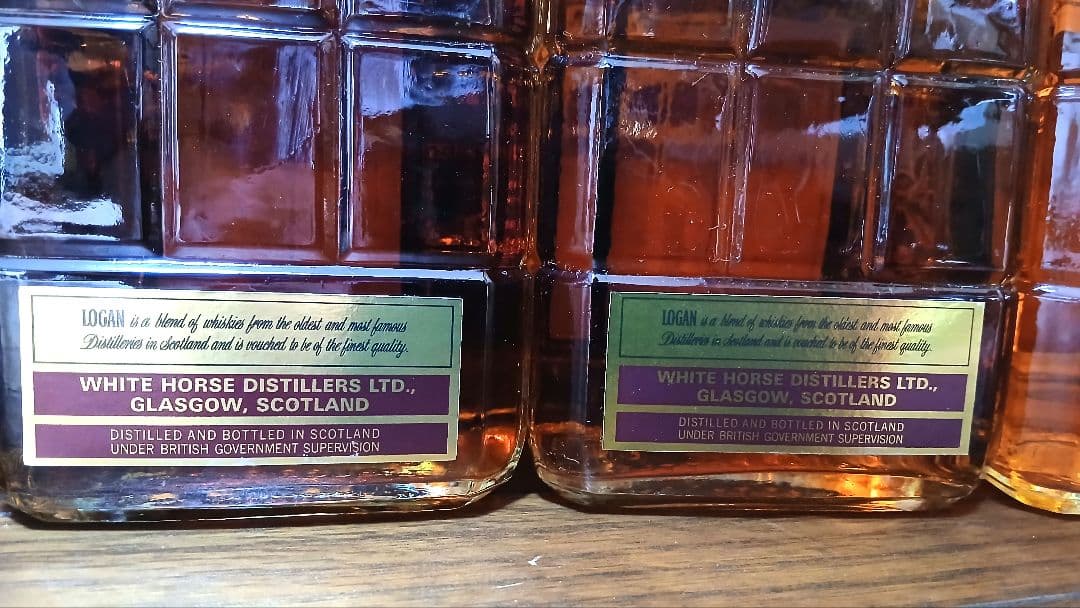 LOGAN is a blend of whiskies from the oldest and most famous
Distilleries in Scotland and is vouched to be of the finest quality.
WHITE HORSE DISTILLERS LTD.,
GLASGOW, SCOTLAND
DISTILLED AND BOTTLED IN SCOTLAND
UNDER BRITISH GOVERNMENT SUPERVISION
LOGAN is a blend of whiskies from the oldest and most famous
Distilleries in Scotland and is vouched to be of the finest quality.
WHITE HORSE DISTILLERS LTD.,
GLASGOW, SCOTLAND
DISTILLED AND BOTTLED IN SCOTLAND
UNDER BRITISH GOVERNMENT SUPERVISION